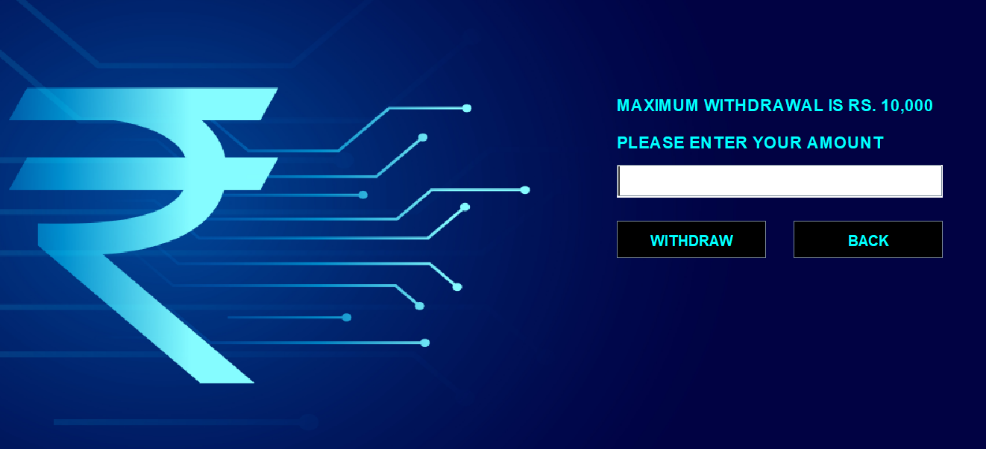 MAXIMUM WITHDRAWAL IS RS. 10,000
PLEASE ENTER YOUR AMOUNT
WITHDRAW BACK